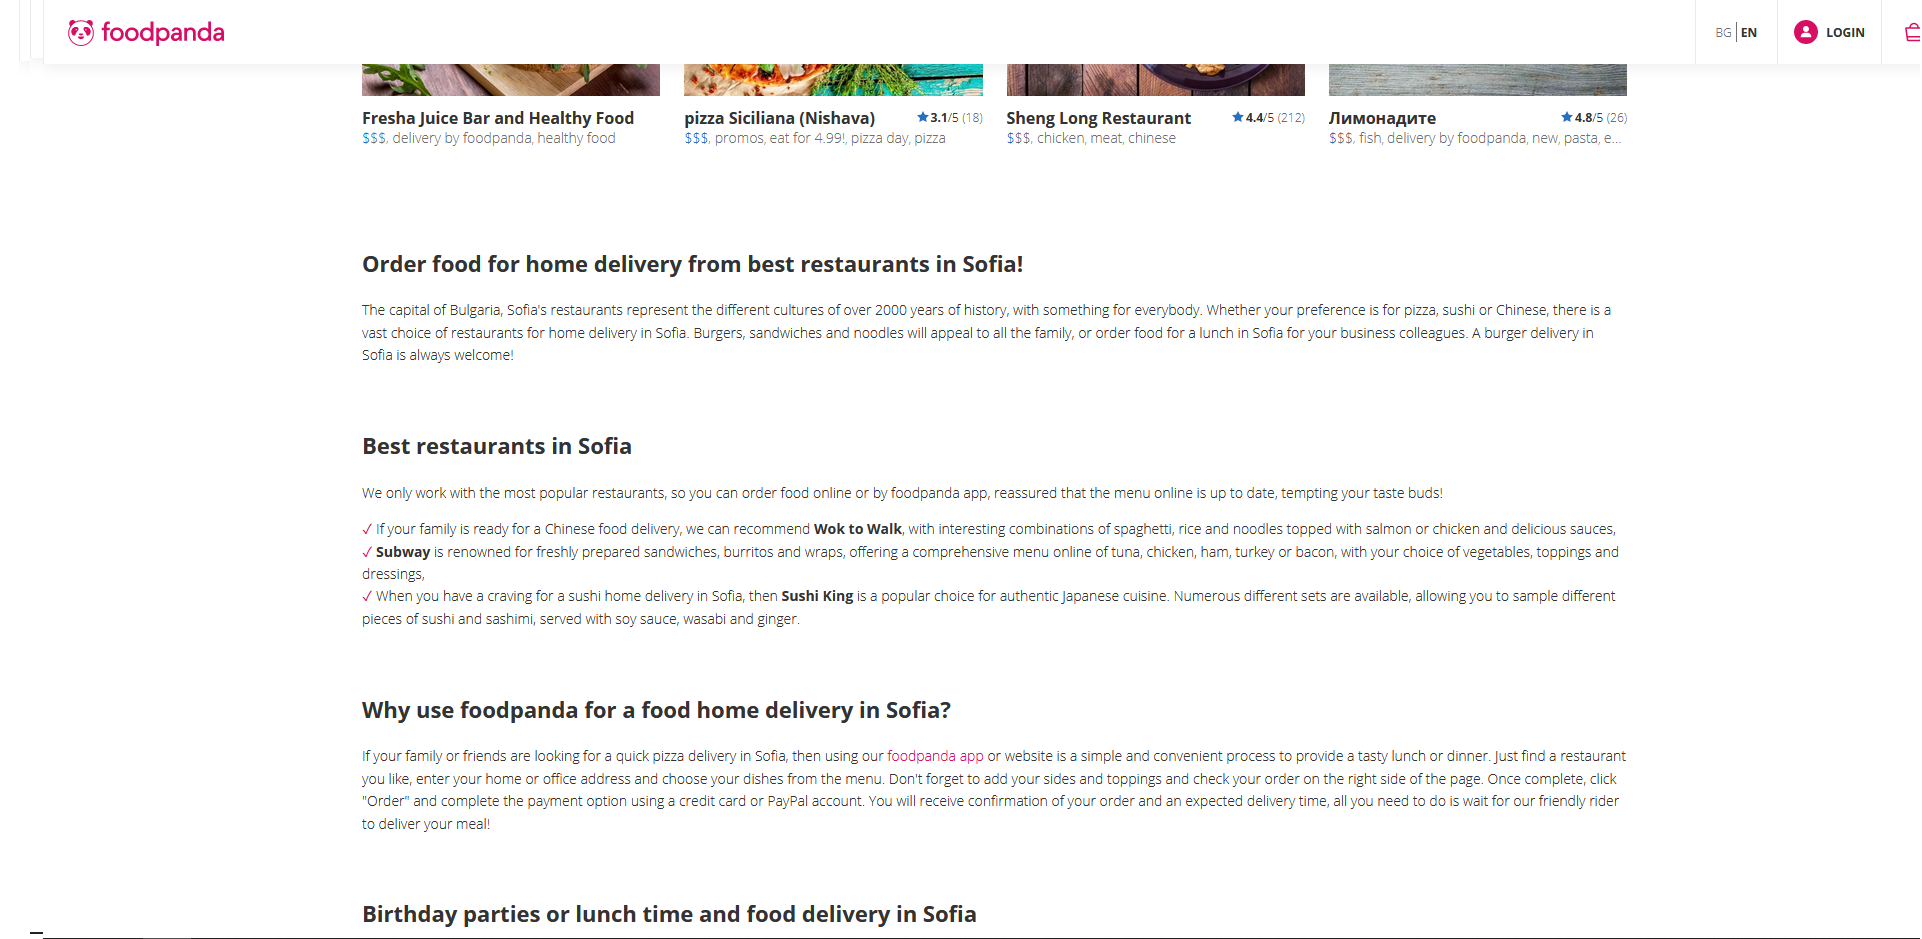 foodpanda
BG | EN
LOGIN
Fresha Juice Bar and Healthy Food
$$$, delivery by foodpanda, healthy food
pizza Siciliana (Nishava) ★ 3.1/5 (18)
$$$, promos, eat for 4.99!, pizza day, pizza
Sheng Long Restaurant ★ 4.4/5 (212)
$$$, chicken, meat, chinese
Лимонадите ★ 4.8/5 (26)
$$$, fish, delivery by foodpanda, new, pasta, e...
Order food for home delivery from best restaurants in Sofia!
The capital of Bulgaria, Sofia's restaurants represent the different cultures of over 2000 years of history, with something for everybody. Whether your preference is for pizza, sushi or Chinese, there is a
vast choice of restaurants for home delivery in Sofia. Burgers, sandwiches and noodles will appeal to all the family, or order food for a lunch in Sofia for your business colleagues. A burger delivery in
Sofia is always welcome!
Best restaurants in Sofia
We only work with the most popular restaurants, so you can order food online or by foodpanda app, reassured that the menu online is up to date, tempting your taste buds!
✓ If your family is ready for a Chinese food delivery, we can recommend Wok to Walk, with interesting combinations of spaghetti, rice and noodles topped with salmon or chicken and delicious sauces,
✓ Subway is renowned for freshly prepared sandwiches, burritos and wraps, offering a comprehensive menu online of tuna, chicken, ham, turkey or bacon, with your choice of vegetables, toppings and
dressings,
✓ When you have a craving for a sushi home delivery in Sofia, then Sushi King is a popular choice for authentic Japanese cuisine. Numerous different sets are available, allowing you to sample different
pieces of sushi and sashimi, served with soy sauce, wasabi and ginger.
Why use foodpanda for a food home delivery in Sofia?
If your family or friends are looking for a quick pizza delivery in Sofia, then using our foodpanda app or website is a simple and convenient process to provide a tasty lunch or dinner. Just find a restaurant
you like, enter your home or office address and choose your dishes from the menu. Don't forget to add your sides and toppings and check your order on the right side of the page. Once complete, click
"Order" and complete the payment option using a credit card or PayPal account. You will receive confirmation of your order and an expected delivery time, all you need to do is wait for our friendly rider
to deliver your meal!
Birthday parties or lunch time and food delivery in Sofia